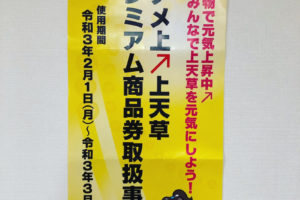 物で元気上昇中↗
みんなで上天草を元気にしよう!
メ上↗上天草
ミアム商品券取扱事
使用期間
令和3年2月1日(月)～令和3年3月